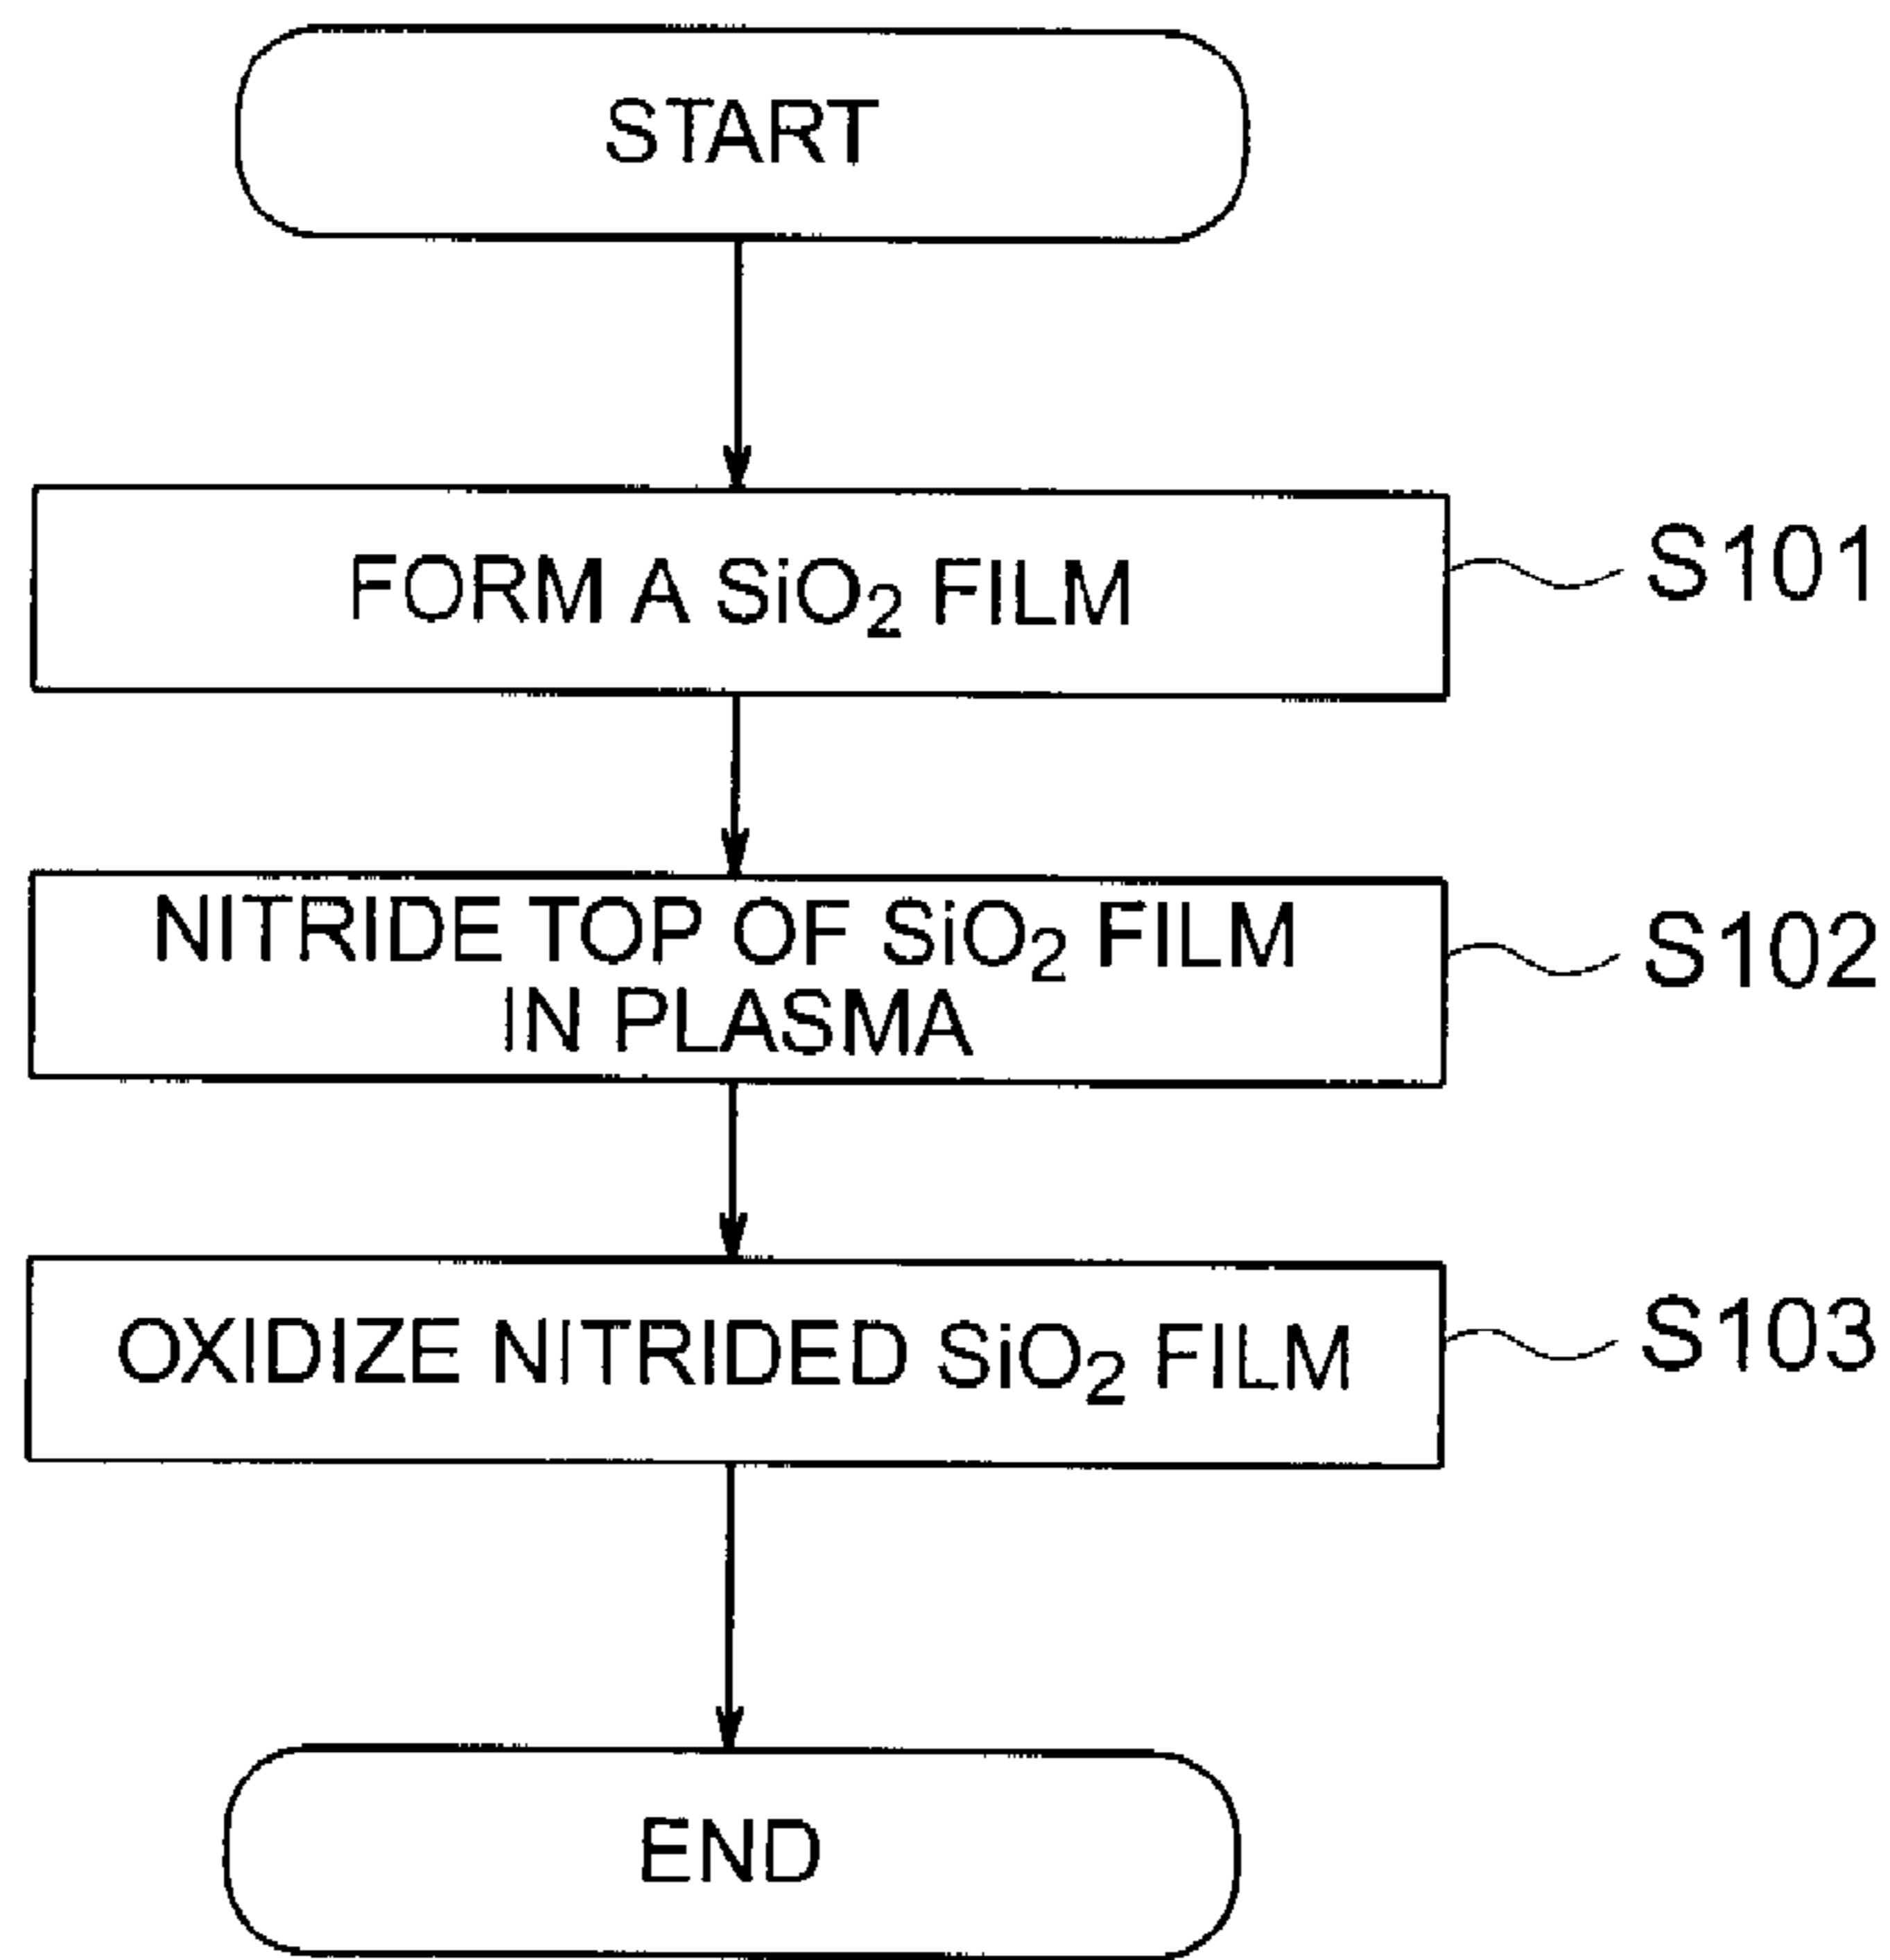 START
FORM A SiO₂ FILM
S101
NITRIDE TOP OF SiO₂ FILM
IN PLASMA
S102
OXIDIZE NITRIDED SiO₂ FILM
S103
END